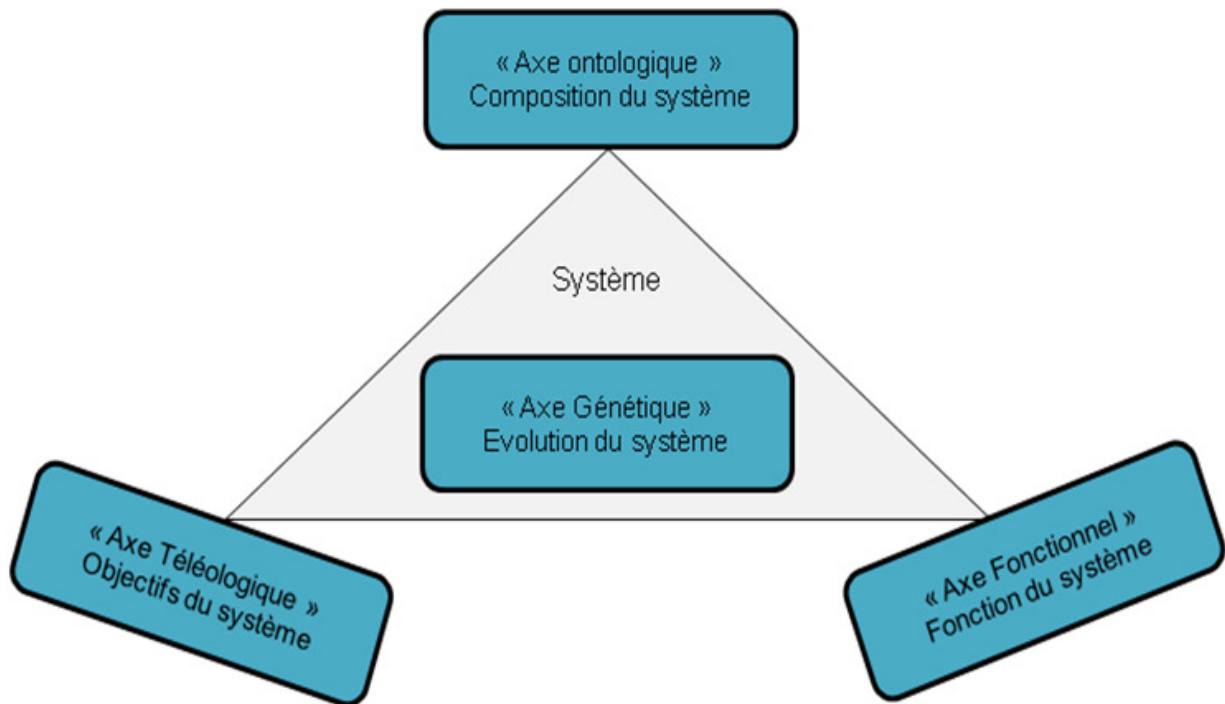 « Axe ontologique »
Composition du système
Système
« Axe Génétique »
Evolution du système
« Axe Téléologique »
Objectifs du système
« Axe Fonctionnel »
Fonction du système